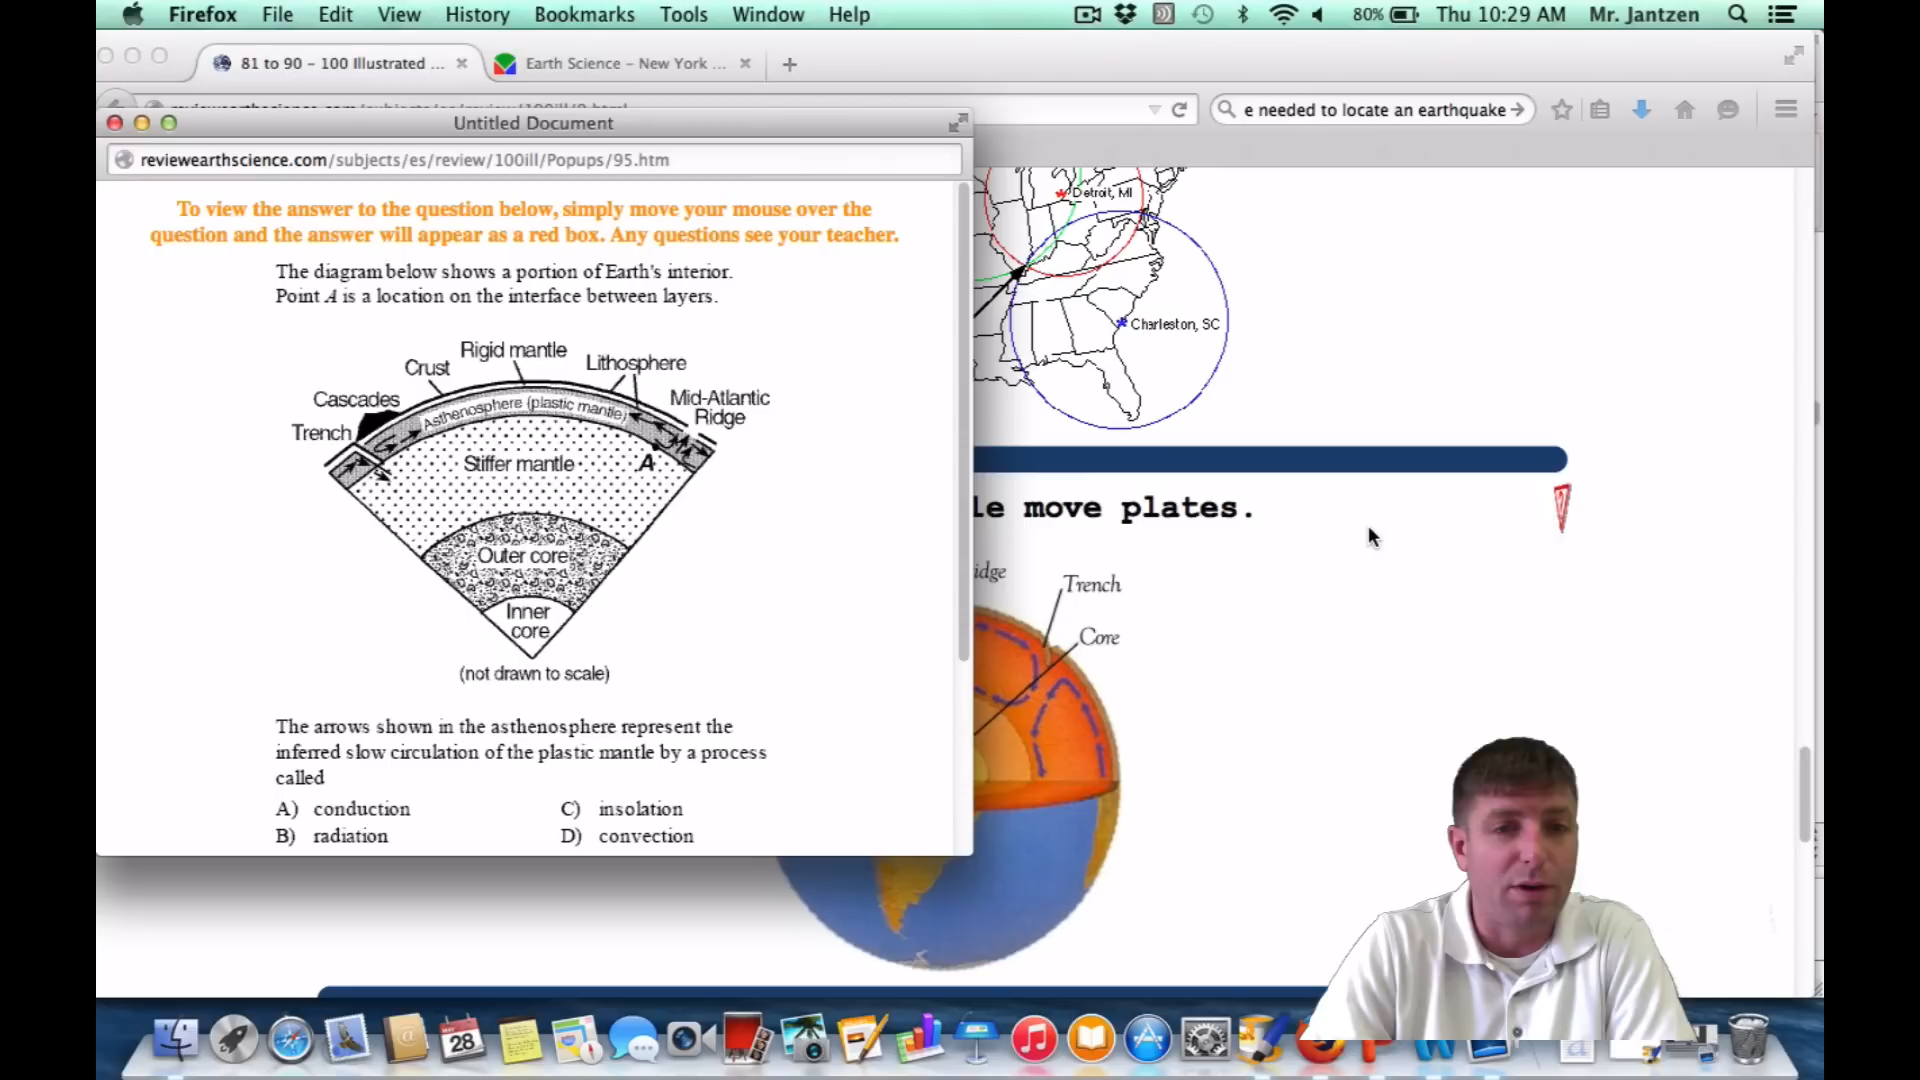 Firefox File Edit View History Bookmarks Tools Window Help 80% Thu 10:29 AM Mr. Jantzen
81 to 90 – 100 Illustrated ... Earth Science – New York ...
e needed to locate an earthquake
Untitled Document
reviewearthscience.com/subjects/es/review/100ill/Popups/95.htm
To view the answer to the question below, simply move your mouse over the
question and the answer will appear as a red box. Any questions see your teacher.
The diagram below shows a portion of Earth's interior.
Point A is a location on the interface between layers.
Rigid mantle
Crust
Lithosphere
Cascades
Mid-Atlantic
Ridge
Trench
Asthenosphere (plastic mantle)
Stiffer mantle
A
Outer core
Inner
core
(not drawn to scale)
The arrows shown in the asthenosphere represent the
inferred slow circulation of the plastic mantle by a process
called
A) conduction C) insolation
B) radiation D) convection
Detroit, MI
Charleston, SC
le move plates.
idge
Trench
Core
28